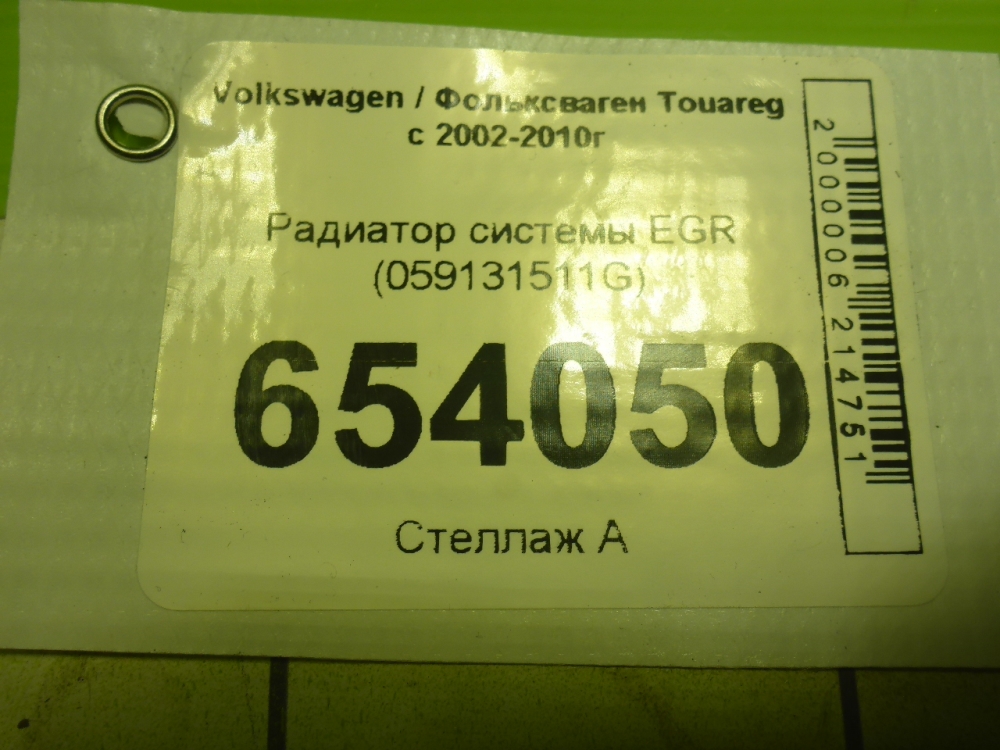 Volkswagen / Фольксваген Touareg
с 2002-2010г
Радиатор системы EGR
(059131511G)
654050
Стеллаж А
2000006214751